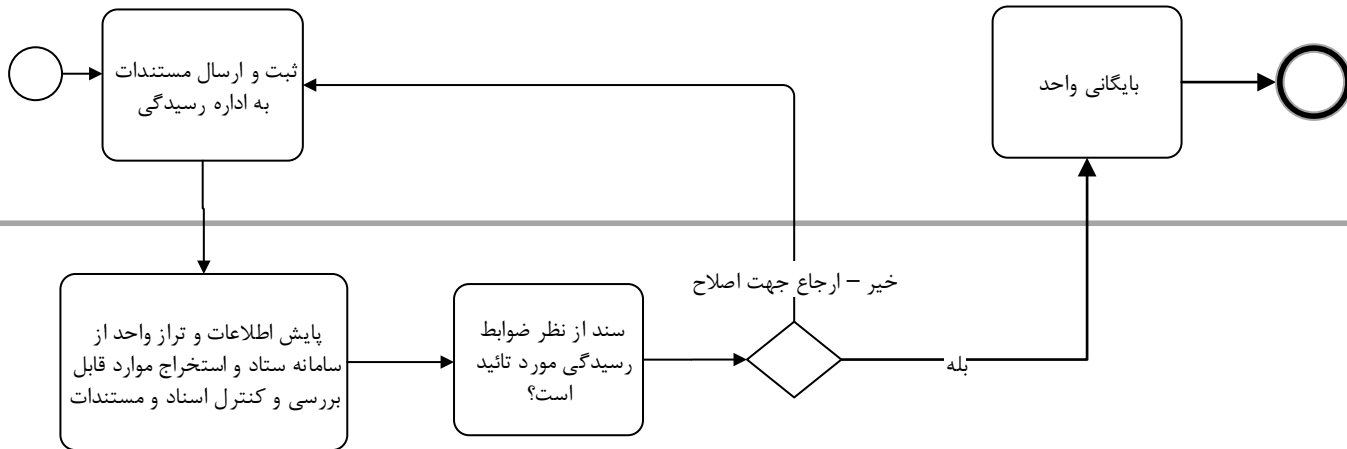 ثبت و ارسال مستندات
به اداره رسیدگی
بایگانی واحد
خیر – ارجاع جهت اصلاح
پایش اطلاعات و تراز واحد از
سامانه ستاد و استخراج موارد قابل
بررسی و کنترل اسناد و مستندات
سند از نظر ضوابط
رسیدگی مورد تائید
است؟
بله